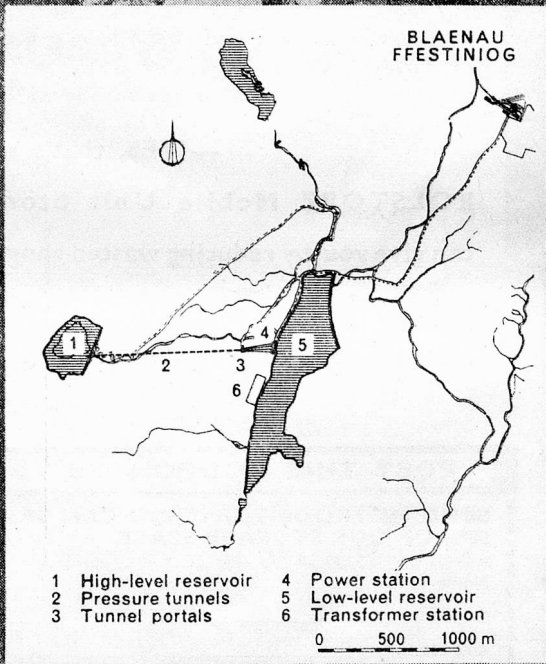 BLAENAU
FFESTINIOG
1
2
3
4
5
6
1 High-level reservoir
2 Pressure tunnels
3 Tunnel portals
4 Power station
5 Low-level reservoir
6 Transformer station
0 500 1000 m